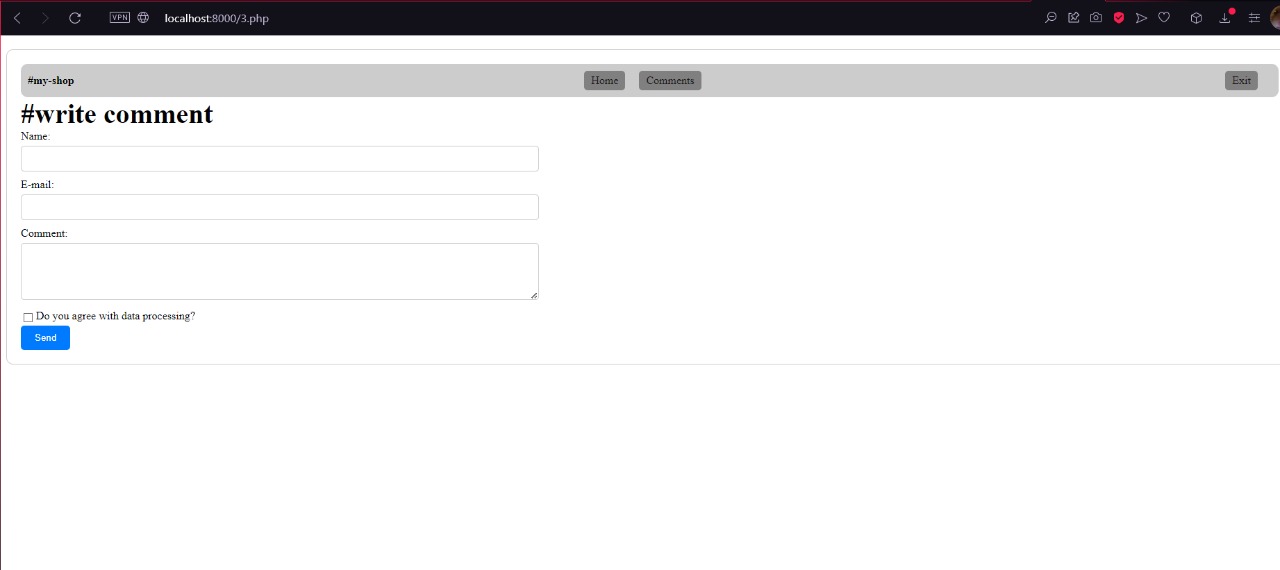 VPN localhost:8000/3.php
#my-shop Home Comments Exit
#write comment
Name:
E-mail:
Comment:
Do you agree with data processing?
Send